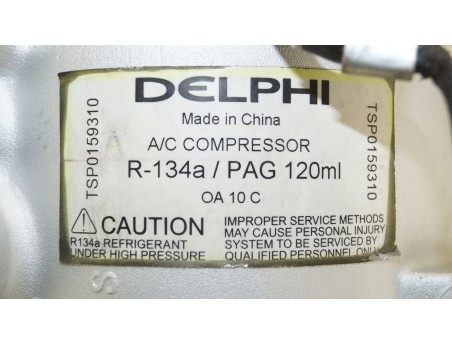 DELPHI
Made in China
A/C COMPRESSOR
R-134a / PAG 120ml
OA 10 C
TSP0159310
TSP0159310
CAUTION
R134a REFRIGERANT
UNDER HIGH PRESSURE
IMPROPER SERVICE METHODS
MAY CAUSE PERSONAL INJURY
SYSTEM TO BE SERVICED BY
QUALIFIED PERSONNEL ONLY
S